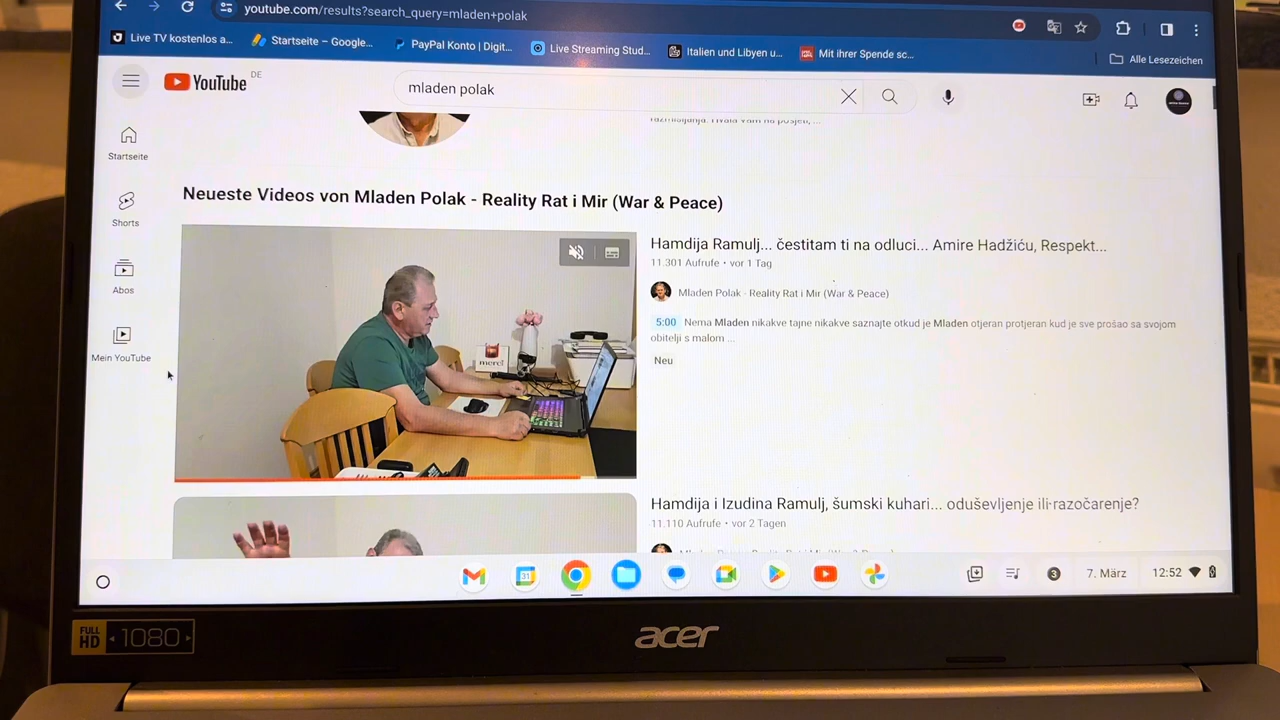 youtube.com/results?search_query=mladen+polak
Live TV kostenlos a...
Startseite – Google...
PayPal Konto | Digit...
Live Streaming Stud...
Italien und Libyen u...
Mit ihrer Spende sc...
Alle Lesezeichen
YouTube DE
mladen polak
Startseite
Shorts
Abos
Mein YouTube
Neueste Videos von Mladen Polak - Reality Rat i Mir (War & Peace)
merci
Hamdija Ramulj... čestitam ti na odluci... Amire Hadžiću, Respekt...
11.301 Aufrufe • vor 1 Tag
Mladen Polak - Reality Rat i Mir (War & Peace)
5:00 Nema Mladen nikakve tajne nikakve saznajte otkud je Mladen otjeran protjeran kud je sve prošao sa svojom
obitelji s malom ...
Neu
Hamdija i Izudina Ramulj, šumski kuhari... oduševljenje ili razočarenje?
11.110 Aufrufe • vor 2 Tagen
31
3
7. März
12:52
FULL HD 1080
acer